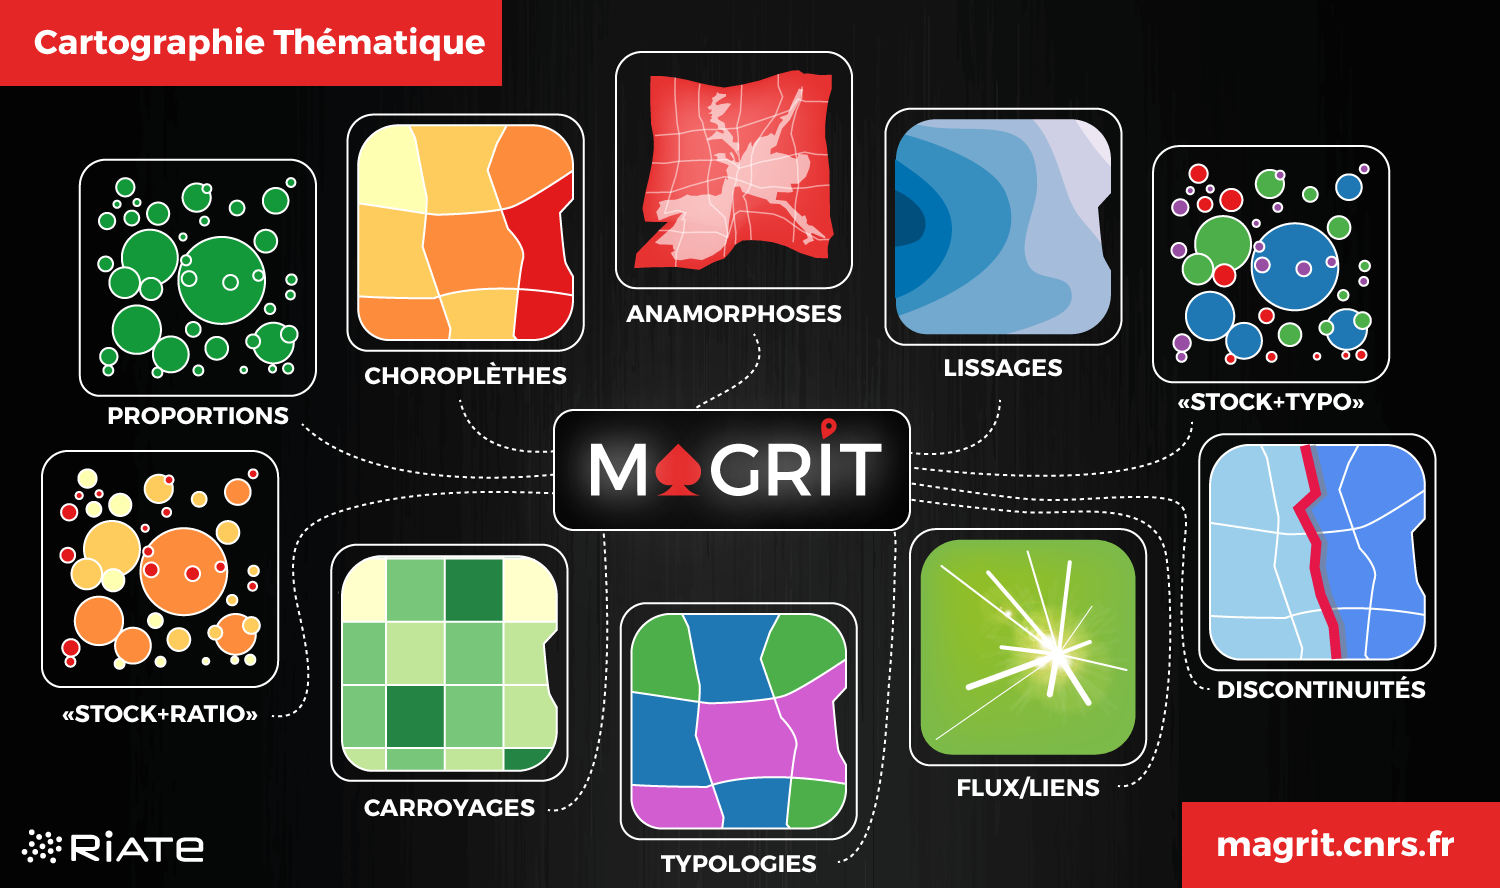 Cartographie Thématique
ANAMORPHOSES
CHOROPLÈTHES
LISSAGES
PROPORTIONS
«STOCK+TYPO»
MAGRIT
«STOCK+RATIO»
DISCONTINUITÉS
CARROYAGES
FLUX/LIENS
TYPOLOGIES
RiATE
magrit.cnrs.fr